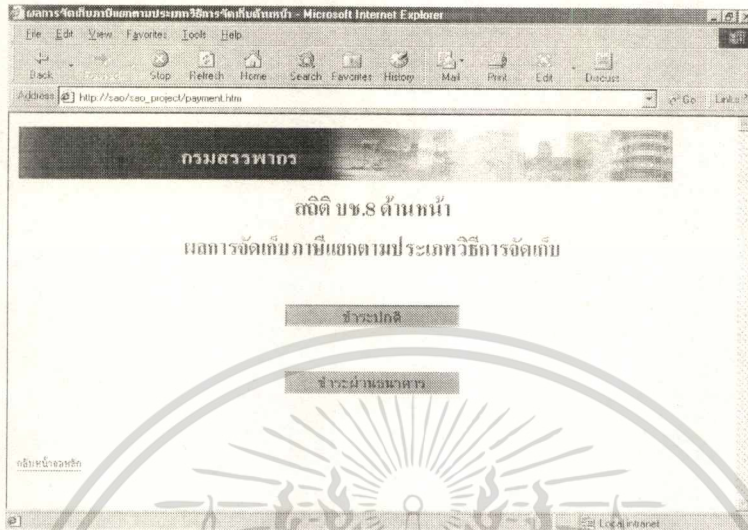 ผลการจัดเก็บภาษีแยกตามประเภทวิธีการจัดเก็บด้านหน้า - Microsoft Internet Explorer
File Edit View Favorites Tools Help
Back Stop Refresh Home Search Favorites History Mail Print Edit Discuss
Address http://sao/sao_project/payment.htm Go Links
กรมสรรพากร
สถิติ บช.8 ด้านหน้า
ผลการจัดเก็บภาษีแยกตามประเภทวิธีการจัดเก็บ
ชำระปกติ
ชำระผ่านธนาคาร
กลับหน้าจอหลัก
Local intranet